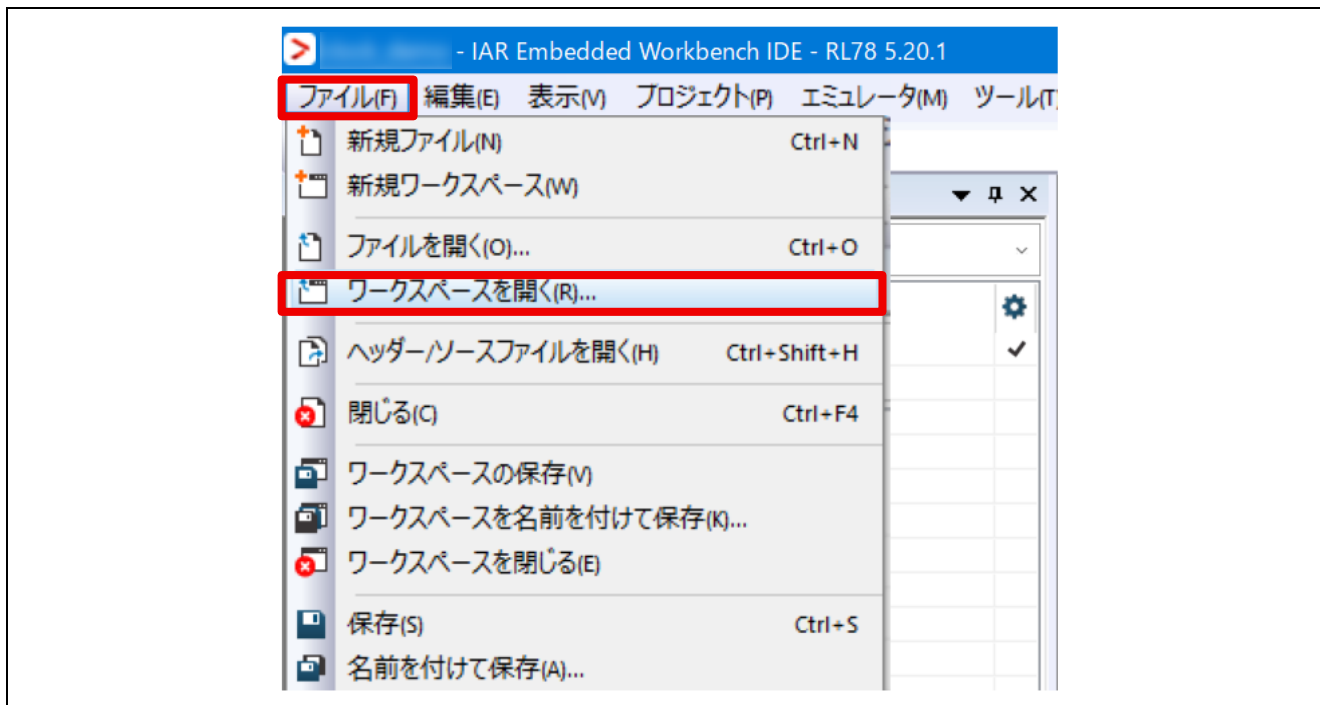 - IAR Embedded Workbench IDE - RL78 5.20.1
ファイル(F) 編集(E) 表示(V) プロジェクト(P) エミュレータ(M) ツール(T
新規ファイル(N) Ctrl+N
新規ワークスペース(W)
ファイルを開く(O)... Ctrl+O
ワークスペースを開く(R)...
ヘッダー/ソースファイルを開く(H) Ctrl+Shift+H
閉じる(C) Ctrl+F4
ワークスペースの保存(V)
ワークスペースを名前を付けて保存(K)...
ワークスペースを閉じる(E)
保存(S) Ctrl+S
名前を付けて保存(A)...